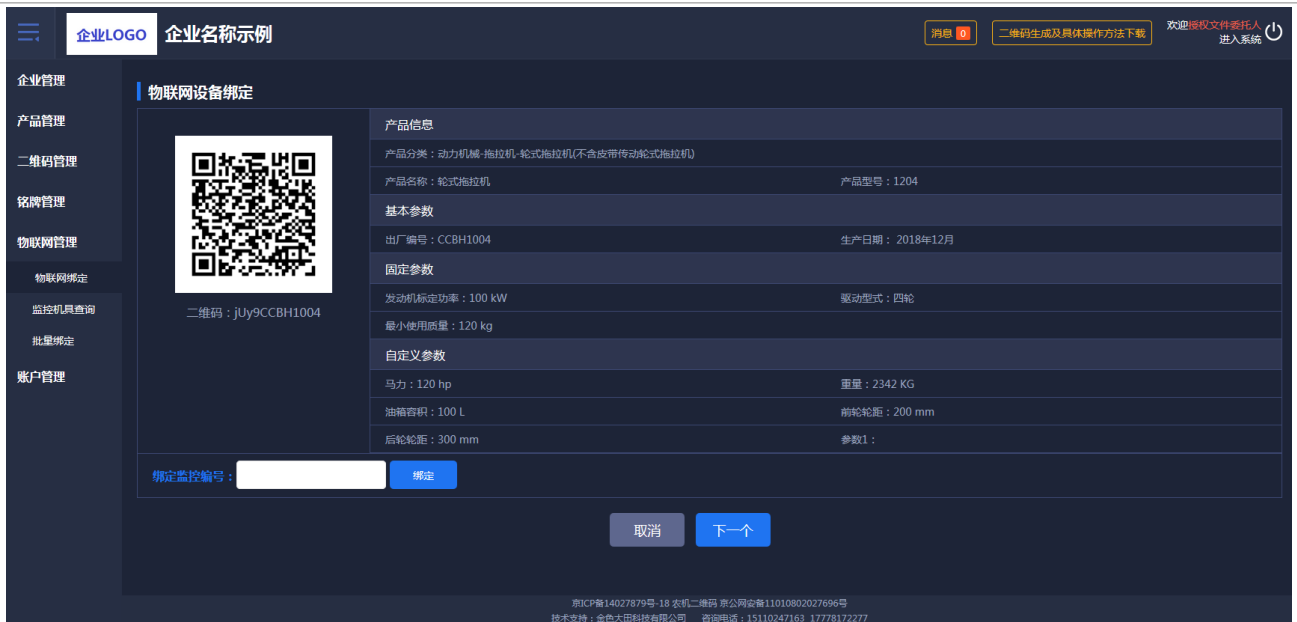 企业LOGO 企业名称示例 消息 0 二维码生成及具体操作方法下载 欢迎授权文件委托人
进入系统
企业管理
产品管理
二维码管理
铭牌管理
物联网管理
物联网绑定
监控机具查询
批量绑定
账户管理
物联网设备绑定
二维码：jUy9CCBH1004
产品信息
产品分类：动力机械-拖拉机-轮式拖拉机(不含皮带传动轮式拖拉机)
产品名称：轮式拖拉机 产品型号：1204
基本参数
出厂编号：CCBH1004 生产日期： 2018年12月
固定参数
发动机标定功率：100 kW 驱动型式：四轮
最小使用质量：120 kg
自定义参数
马力：120 hp 重量：2342 KG
油箱容积：100 L 前轮轮距：200 mm
后轮轮距：300 mm 参数1：
绑定监控编号： 绑定
取消 下一个
京ICP备14027879号-18 农机二维码 京公网安备11010802027696号
技术支持：金色大田科技有限公司 咨询电话：15110247163 17778172277